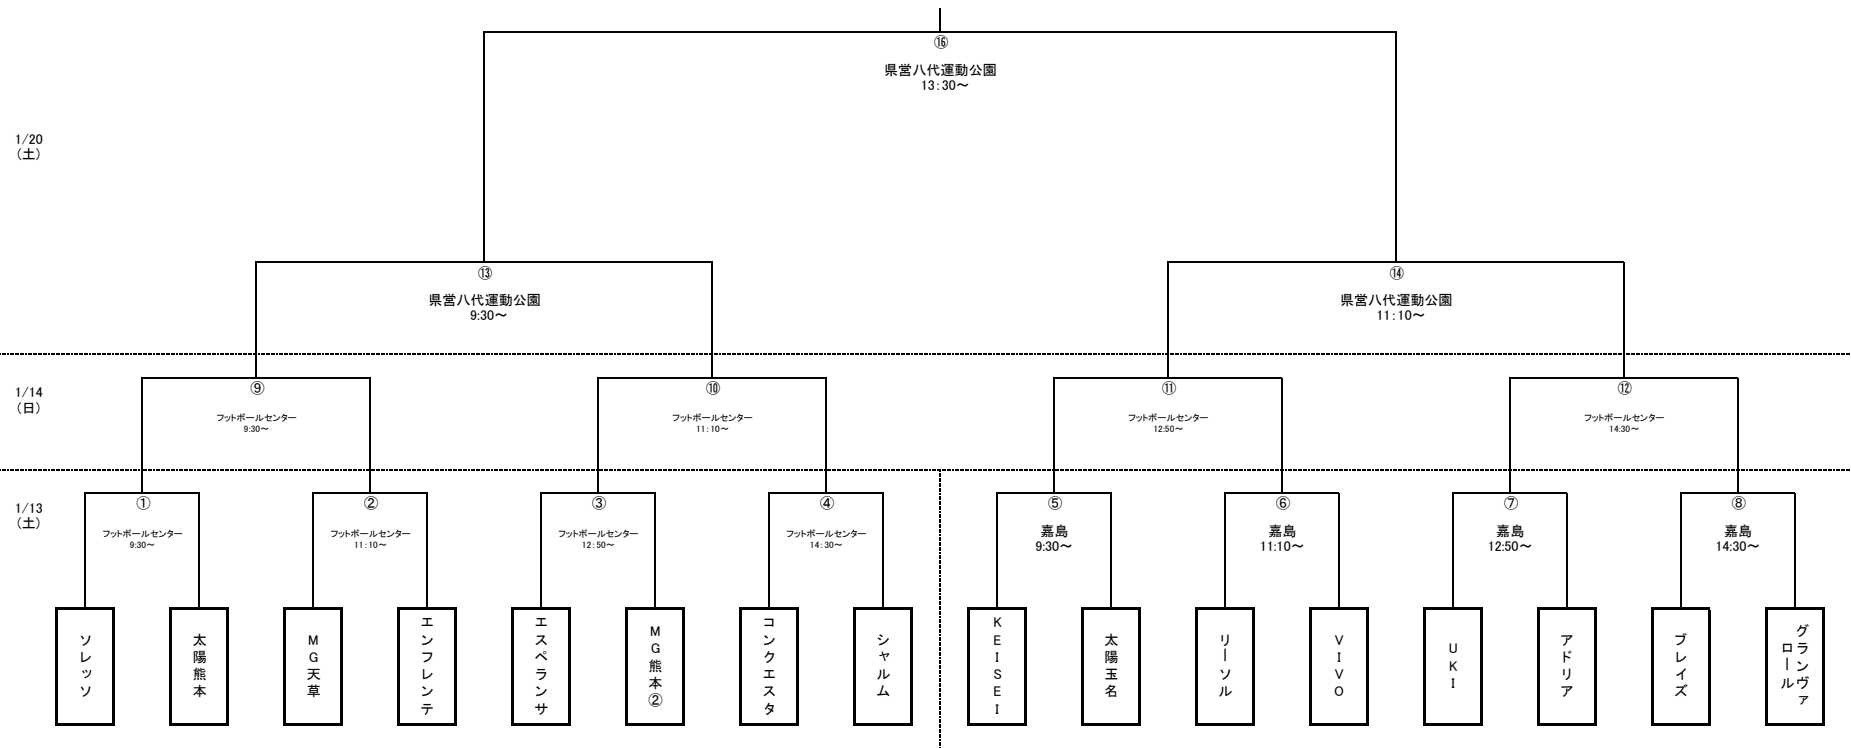 ⑯
県営八代運動公園
13:30～
1/20
(土)
⑬
県営八代運動公園
9:30～
⑭
県営八代運動公園
11:10～
1/14
(日)
⑨
フットボールセンター
9:30～
⑩
フットボールセンター
11:10～
⑪
フットボールセンター
12:50～
⑫
フットボールセンター
14:30～
1/13
(土)
①
フットボールセンター
9:30～
②
フットボールセンター
11:10～
③
フットボールセンター
12:50～
④
フットボールセンター
14:30～
⑤
嘉島
9:30～
⑥
嘉島
11:10～
⑦
嘉島
12:50～
⑧
嘉島
14:30～
ソレッソ
太陽熊本
MG天草
エンフレンテ
エスペランサ
MG熊本②
コンクエスタ
シャルム
KEISEI
太陽玉名
リーソル
VIVO
UKI
アドリア
ブレイズ
グランヴァ
ロール